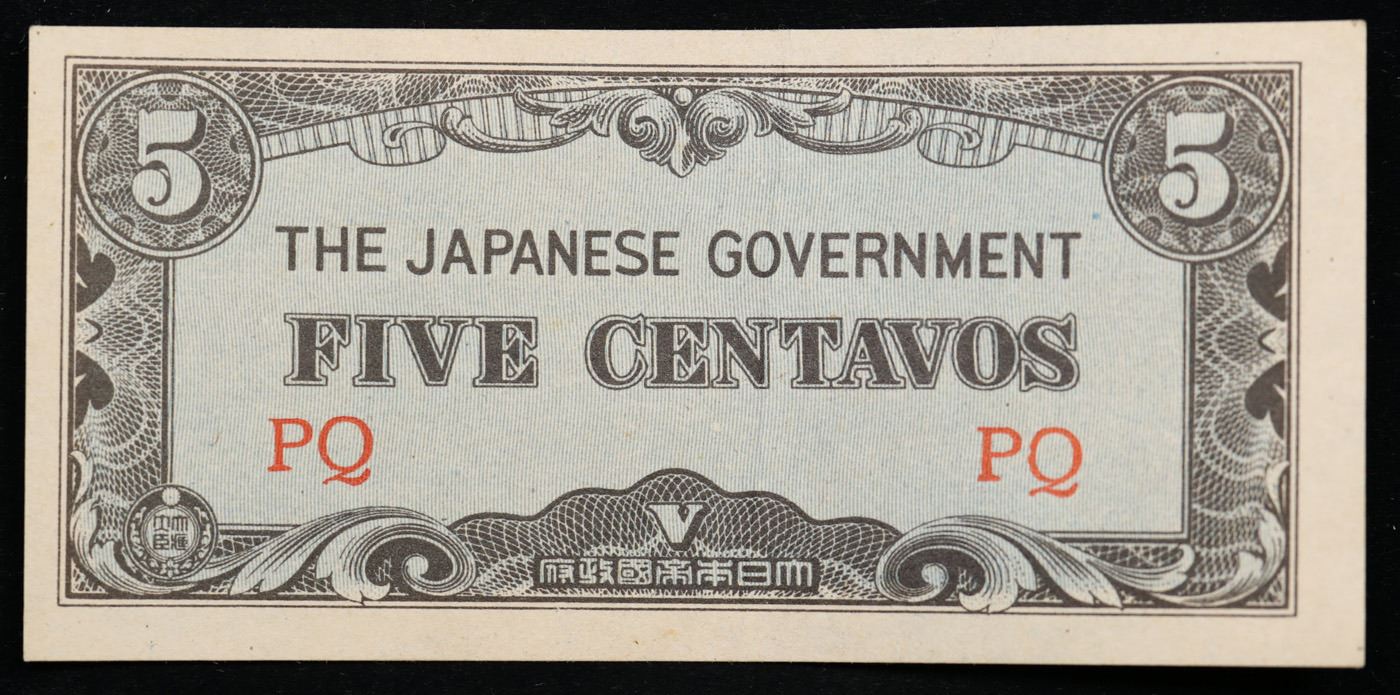 5 5
THE JAPANESE GOVERNMENT
FIVE CENTAVOS
PQ PQ
V
府政國帝本日大